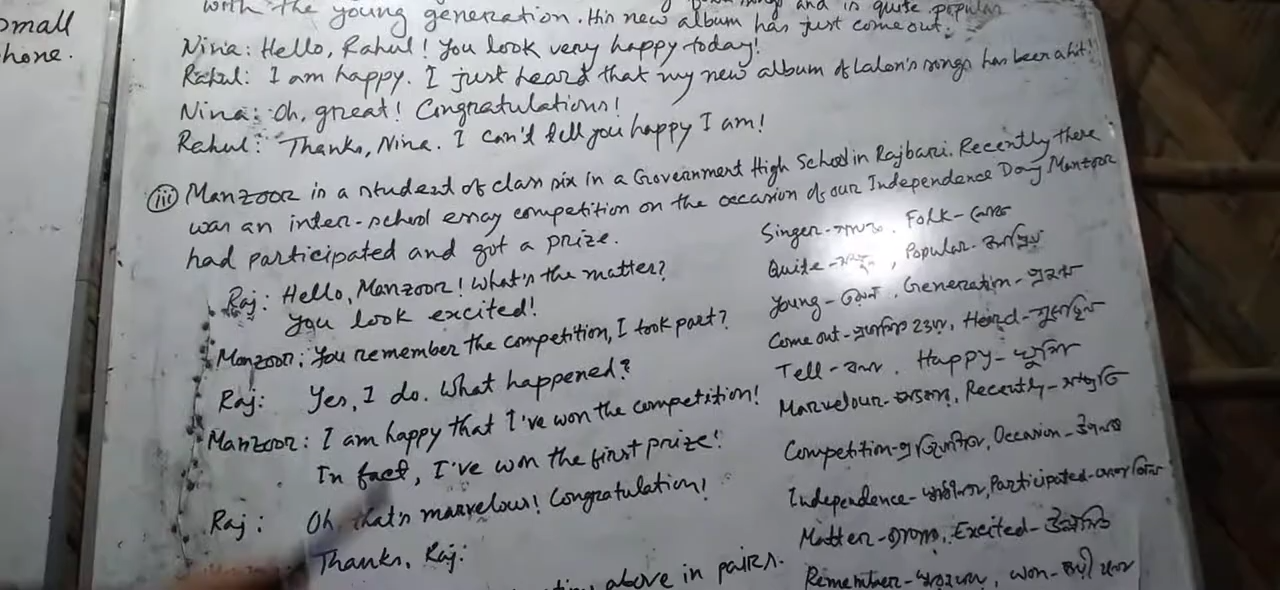 small
hone.
with the young generation. His new album has just come out.
Nina: Hello, Rahul! You look very happy today!
Rahul: I am happy. I just heard that my new album of Lalon's songs has been a hit!
Nina: Oh, great! Congratulations!
Rahul: Thanks, Nina. I can't tell you happy I am!
(iii) Manzoor is a student of class six in a Government High School in Rajbari. Recently there
was an inter-school essay competition on the occasion of our Independence Day Manzoor
had participated and got a prize.
Raj: Hello, Manzoor! What's the matter?
You look excited!
Manzoor: You remember the competition, I took part?
Raj: Yes, I do. What happened?
Manzoor: I am happy that I've won the competition!
In fact, I've won the first prize!
Raj: Oh, that's marvelous! Congratulation!
Thanks, Raj.
above in pairs.
Singer- গায়ক, Folk- লোক
Quite- , Popular- জনপ্রিয়
Young- , Generation- প্রজন্ম
Come out- প্রকাশিত হওয়া, Heard- শুনেছিল
Tell- বলা, Happy- খুশি
Marvelour- , Recently- সম্প্রতি
Competition- প্রতিযোগিতা, Occasion-
Independence- স্বাধীনতা, Participated-
Matter- , Excited- উত্তেজিত
Remember- , Won- জয়ী হওয়া